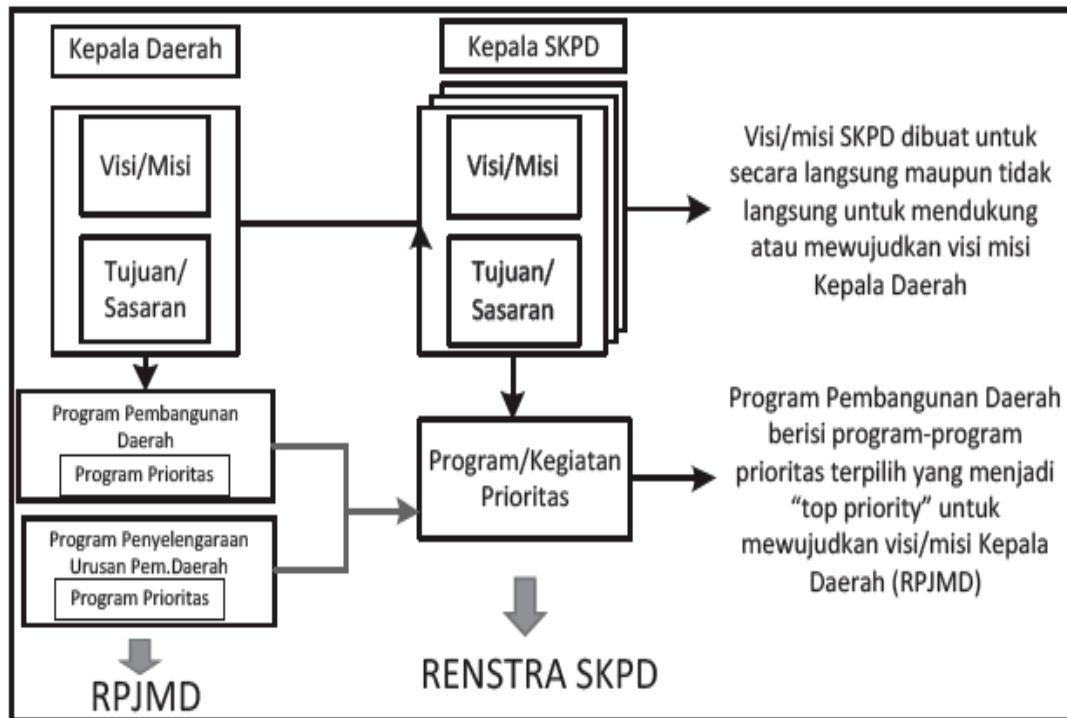 Kepala Daerah
Visi/Misi
Tujuan/
Sasaran
Program Pembangunan
Daerah
Program Prioritas
Program Penyelengaraan
Urusan Pem.Daerah
Program Prioritas
RPJMD
Kepala SKPD
Visi/Misi
Tujuan/
Sasaran
Program/Kegiatan
Prioritas
RENSTRA SKPD
Visi/misi SKPD dibuat untuk
secara langsung maupun tidak
langsung untuk mendukung
atau mewujudkan visi misi
Kepala Daerah
Program Pembangunan Daerah
berisi program-program
prioritas terpilih yang menjadi
“top priority” untuk
mewujudkan visi/misi Kepala
Daerah (RPJMD)